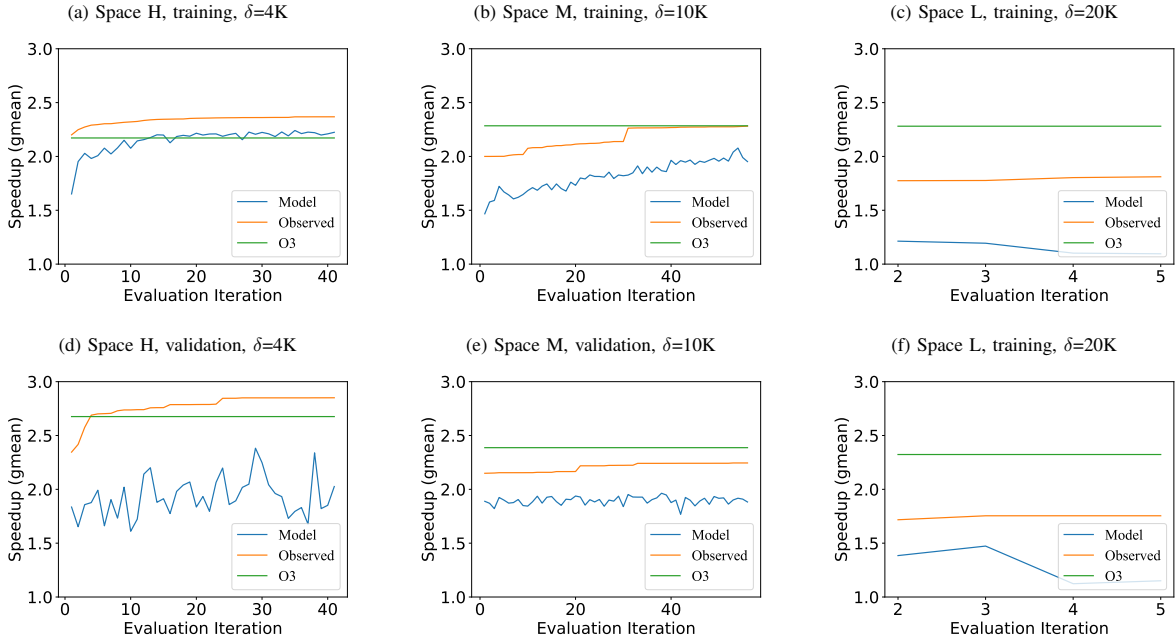 (a) Space H, training, δ=4K
3.0
2.5
2.0
1.5
1.0
Speedup (gmean)
Model
Observed
O3
0 10 20 30 40
Evaluation Iteration
(b) Space M, training, δ=10K
3.0
2.5
2.0
1.5
1.0
Speedup (gmean)
Model
Observed
O3
0 20 40
Evaluation Iteration
(c) Space L, training, δ=20K
3.0
2.5
2.0
1.5
1.0
Speedup (gmean)
Model
Observed
O3
2 3 4 5
Evaluation Iteration
(d) Space H, validation, δ=4K
3.0
2.5
2.0
1.5
1.0
Speedup (gmean)
Model
Observed
O3
0 10 20 30 40
Evaluation Iteration
(e) Space M, validation, δ=10K
3.0
2.5
2.0
1.5
1.0
Speedup (gmean)
Model
Observed
O3
0 20 40
Evaluation Iteration
(f) Space L, training, δ=20K
3.0
2.5
2.0
1.5
1.0
Speedup (gmean)
Model
Observed
O3
2 3 4 5
Evaluation Iteration